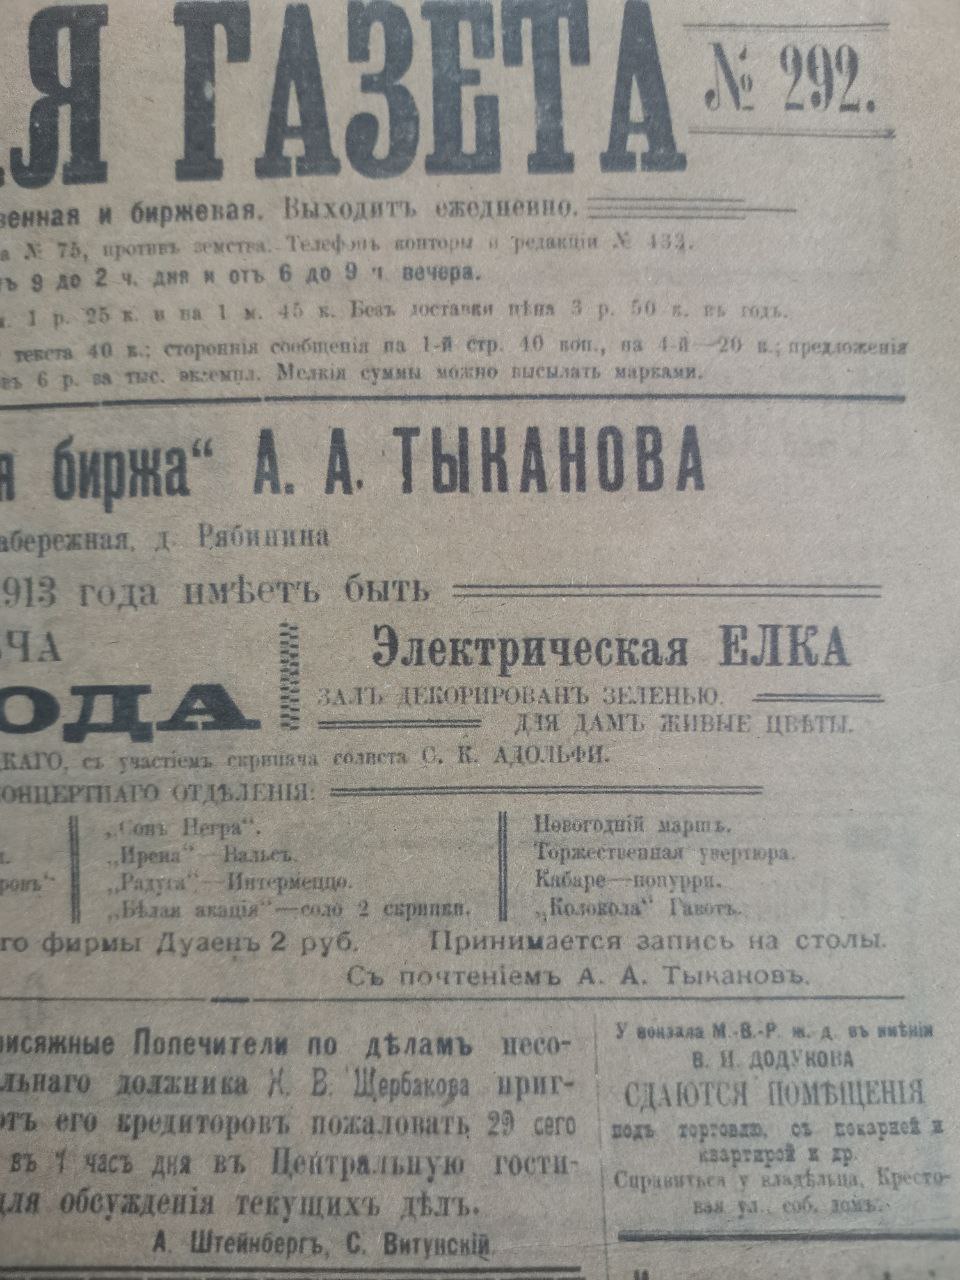 Я ГАЗЕТА
№ 292.
венная и биржевая. Выходитъ ежедневно.
а № 75, противъ земства. Телефонъ конторы и редакціи № 433.
ъ 9 до 2 ч. дня и отъ 6 до 9 ч вечера.
1 р. 25 к. и на 1 м. 45 к. Безъ доставки цѣна 3 р. 50 к. въ годъ.
текста 40 к.; стороннія сообщенія на 1-й стр. 40 коп., на 4-й—20 к.; предложенія
въ 6 р. за тыс. экземпл. Мелкія суммы можно высылать марками.
я биржа“ А. А. ТЫКАНОВА
абережная, д. Рябинина
913 года имѣетъ быть
ЧА
ОДА
Электрическая ЕЛКА
ЗАЛЪ ДЕКОРИРОВАНЪ ЗЕЛЕНЬЮ.
ДЛЯ ДАМЪ ЖИВЫЕ ЦВѢТЫ.
КАГО, съ участіемъ скрипача солиста С. К. АДОЛЬФИ.
ОНЦЕРТНАГО ОТДѢЛЕНІЯ:
ровъ“
„Сонъ Негра“.
„Ирена“—Вальсъ.
„Радуга“—Интермеццо.
„Бѣлая акація“—соло 2 скрипки.
Новогодній маршъ.
Торжественная увертюра.
Кабаре—попурри.
„Колокола“ Гавотъ.
го фирмы Дуаенъ 2 руб. Принимается запись на столы.
Съ почтеніемъ А. А. Тыкановъ.
исяжные Попечители по дѣламъ несо-
льнаго должника Н. В. Щербакова приг-
тъ его кредиторовъ пожаловать 29 сего
въ 7 часъ дня въ Центральную гости-
для обсужденія текущихъ дѣлъ.
А. Штейнбергъ, С. Витунскій.
У вокзала М.-В.-Р. ж. д. въ имѣніи
В. И. ДОДУКОВА
СДАЮТСЯ ПОМѢЩЕНІЯ
подъ торговлю, съ пекарней и
квартирой и др.
Справиться у владѣльца, Кресто-
вая ул., соб. домъ.